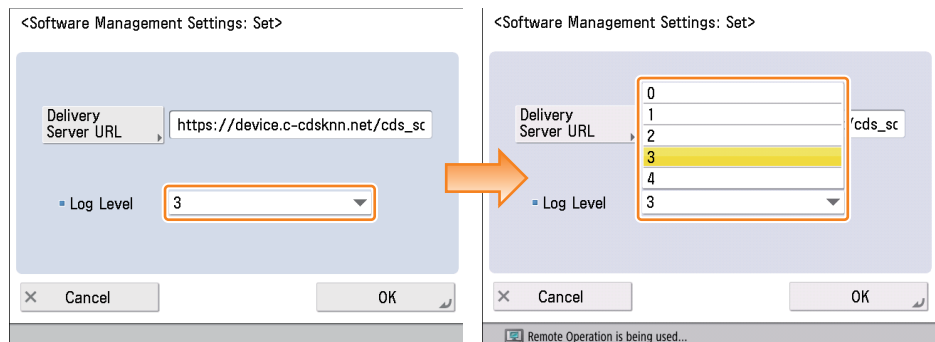 <Software Management Settings: Set>
Delivery
Server URL
https://device.c-cdsknn.net/cds_sc
Log Level
3
Cancel
OK
<Software Management Settings: Set>
0
1
2
3
4
Delivery
Server URL
/cds_sc
Log Level
3
Cancel
OK
Remote Operation is being used...